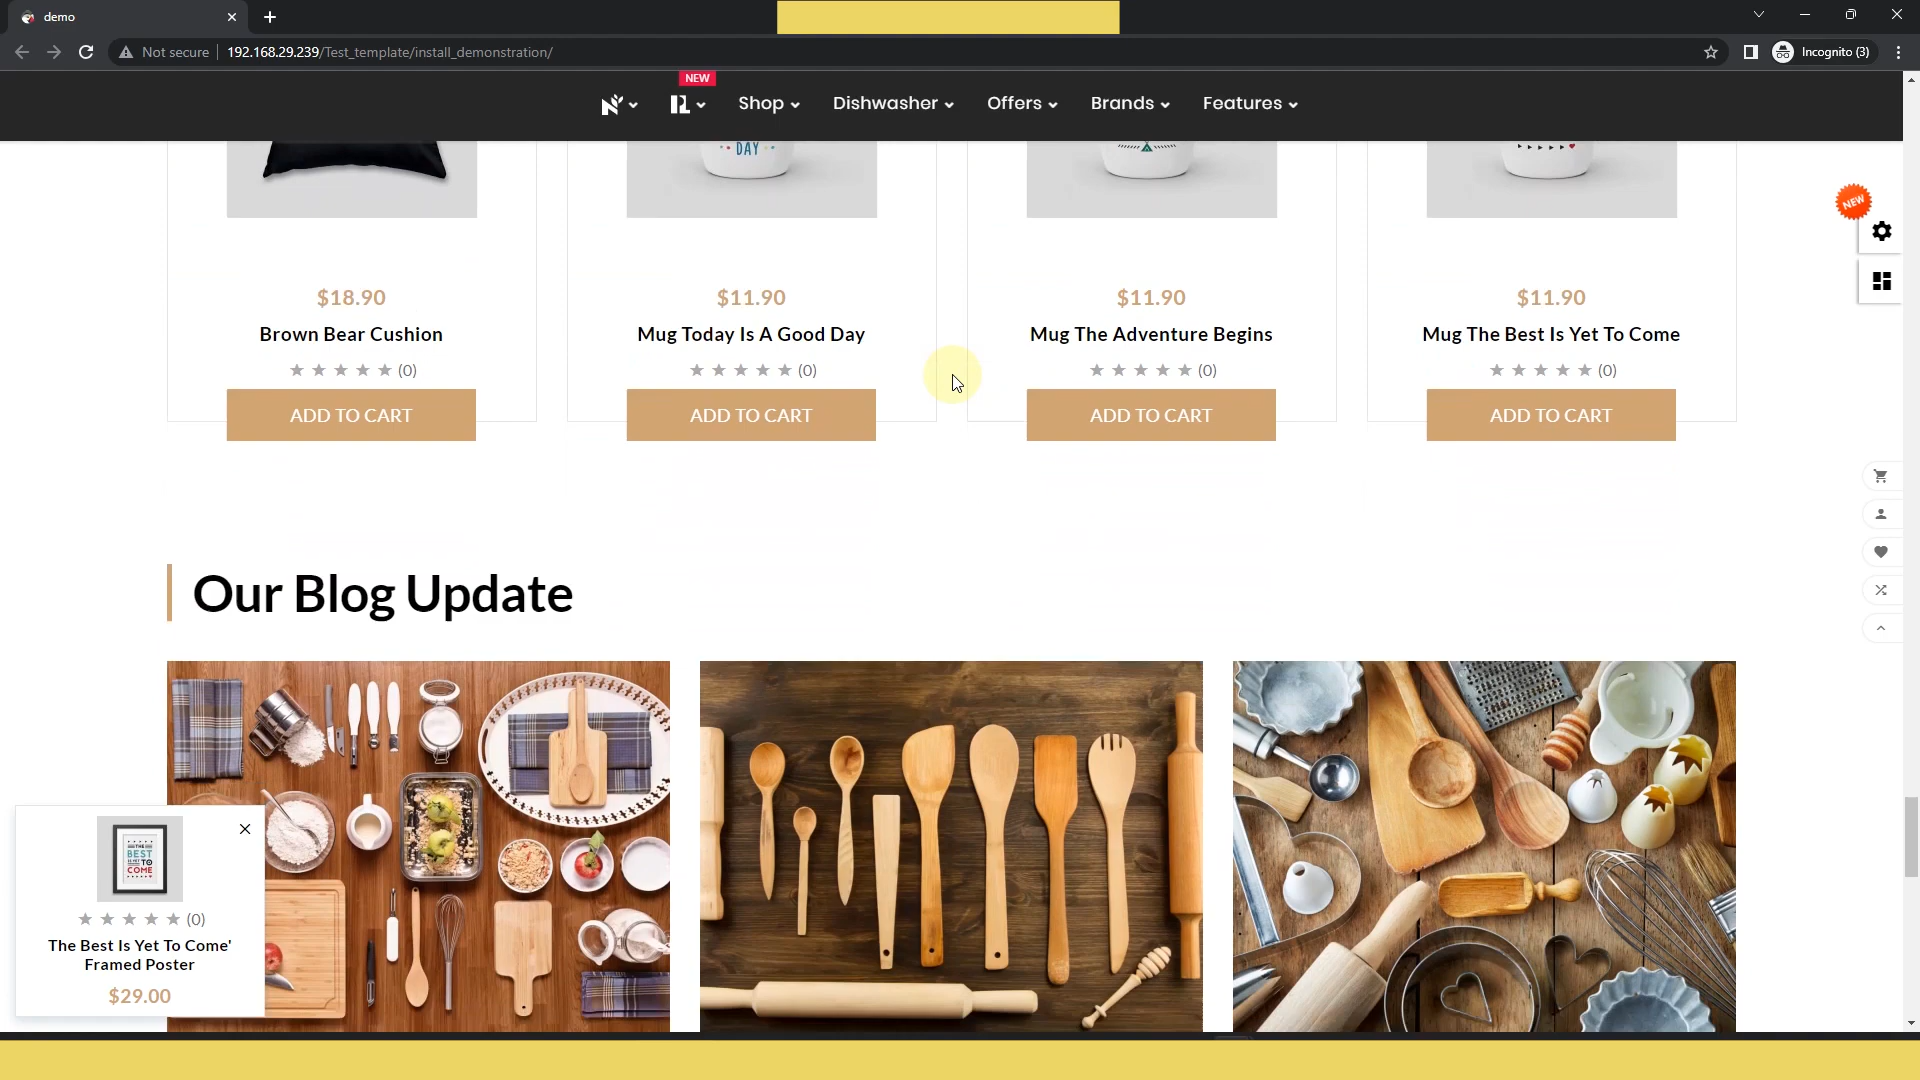 demo
Not secure
192.168.29.239/Test_template/install_demonstration/
Incognito (3)
NEW
Shop
Dishwasher
Offers
Brands
Features
DAY
NEW
$18.90
$11.90
$11.90
$11.90
Brown Bear Cushion
Mug Today Is A Good Day
Mug The Adventure Begins
Mug The Best Is Yet To Come
(0)
(0)
(0)
(0)
ADD TO CART
ADD TO CART
ADD TO CART
ADD TO CART
Our Blog Update
BEST
COME
(0)
The Best Is Yet To Come'
Framed Poster
$29.00